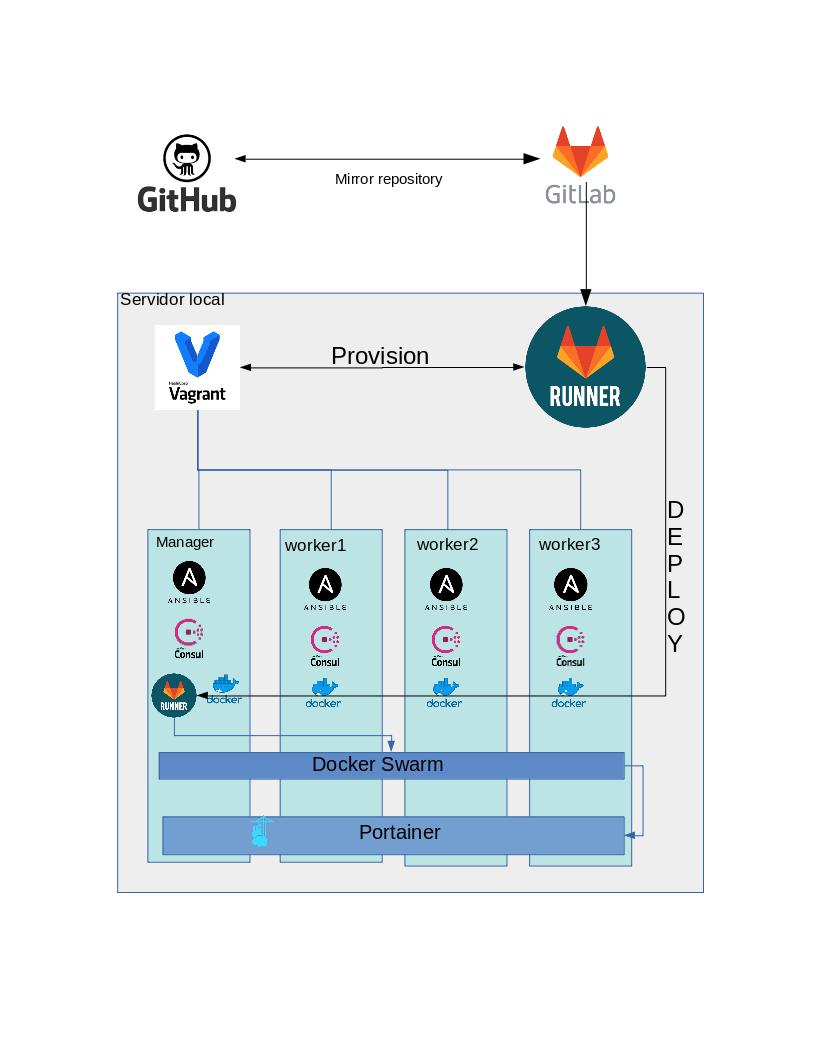 GitHub
Mirror repository
GitLab
Servidor local
HashiCorp
Vagrant
Provision
RUNNER
DEPLOY
Manager
worker1
worker2
worker3
ANSIBLE
ANSIBLE
ANSIBLE
ANSIBLE
Consul
Consul
Consul
Consul
RUNNER
docker
docker
docker
docker
Docker Swarm
Portainer